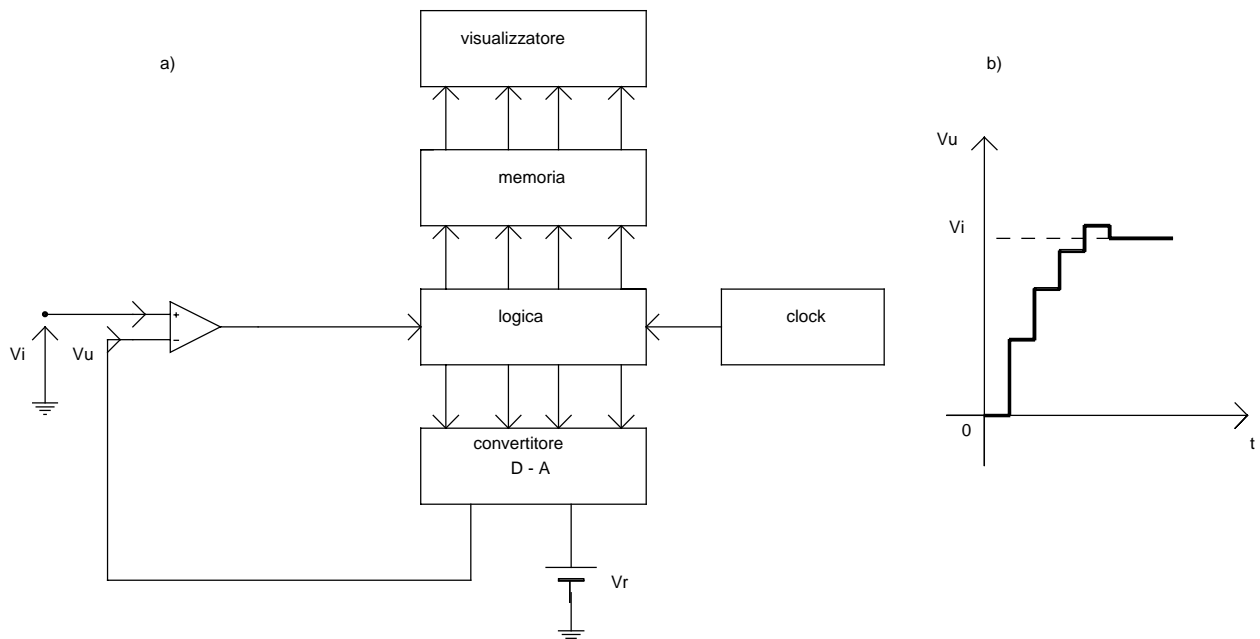 visualizzatore
a)
b)
Vu
memoria
Vi
logica
clock
+
−
Vi
Vu
0
t
convertitore
D - A
Vr